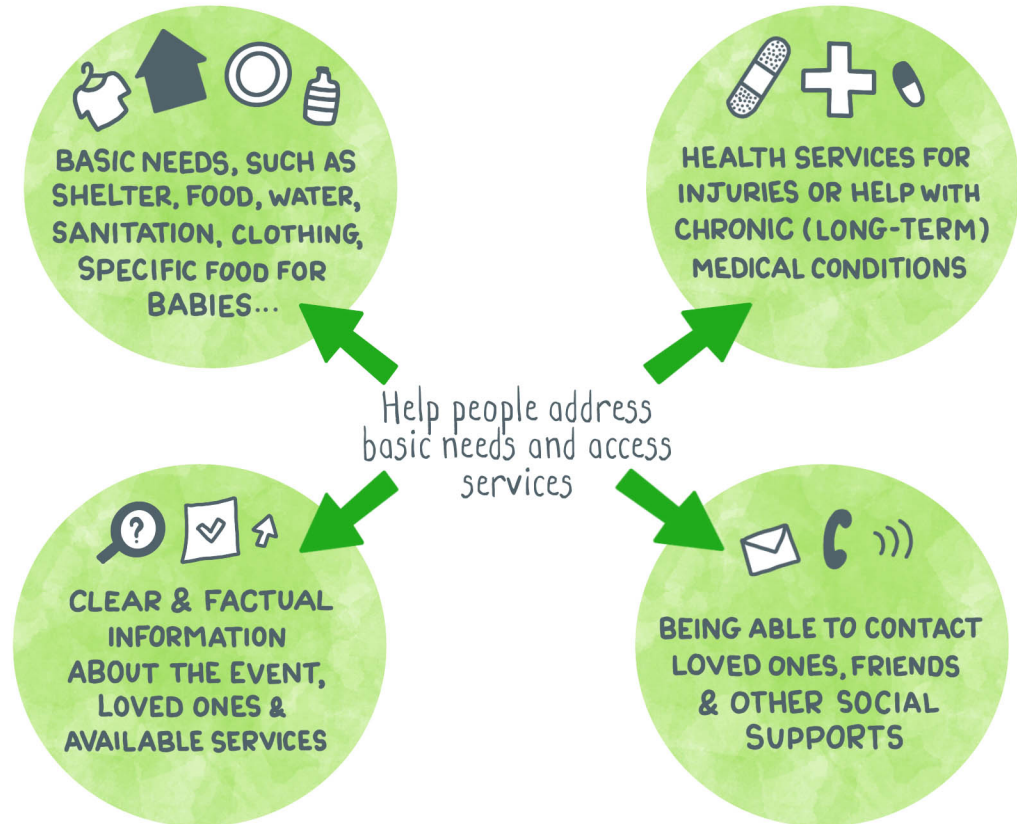 BASIC NEEDS, SUCH AS
SHELTER, FOOD, WATER,
SANITATION, CLOTHING,
SPECIFIC FOOD FOR
BABIES...
HEALTH SERVICES FOR
INJURIES OR HELP WITH
CHRONIC (LONG-TERM)
MEDICAL CONDITIONS
Help people address
basic needs and access
services
?
CLEAR & FACTUAL
INFORMATION
ABOUT THE EVENT,
LOVED ONES &
AVAILABLE SERVICES
BEING ABLE TO CONTACT
LOVED ONES, FRIENDS
& OTHER SOCIAL
SUPPORTS